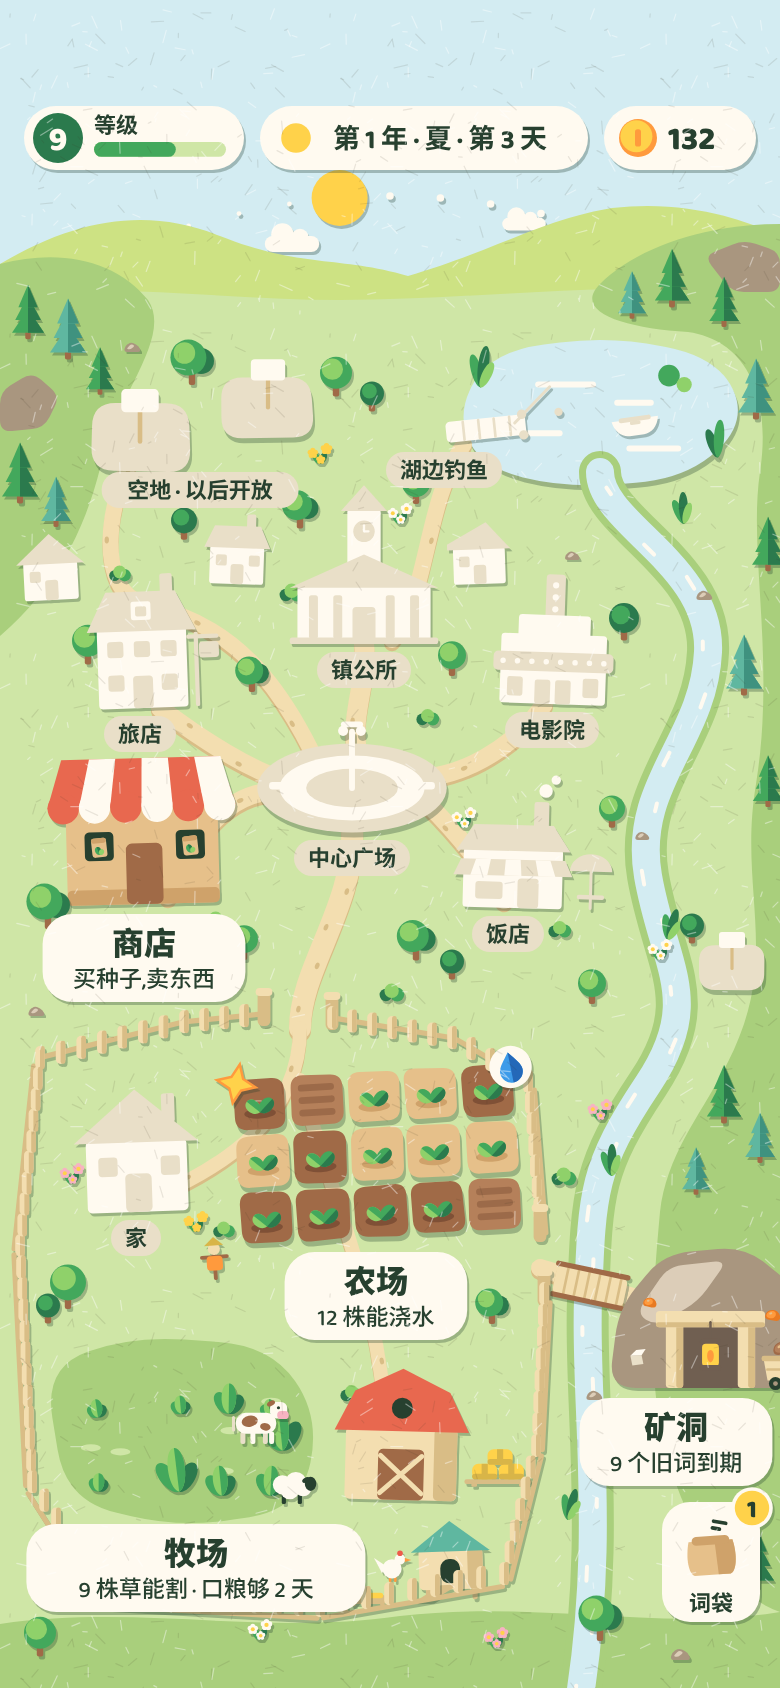 9
等级
第1年·夏·第3天
132
湖边钓鱼
空地·以后开放
镇公所
旅店
电影院
中心广场
饭店
商店
买种子,卖东西
家
农场
12 株能浇水
矿洞
9 个旧词到期
1
词袋
牧场
9 株草能割·口粮够 2 天